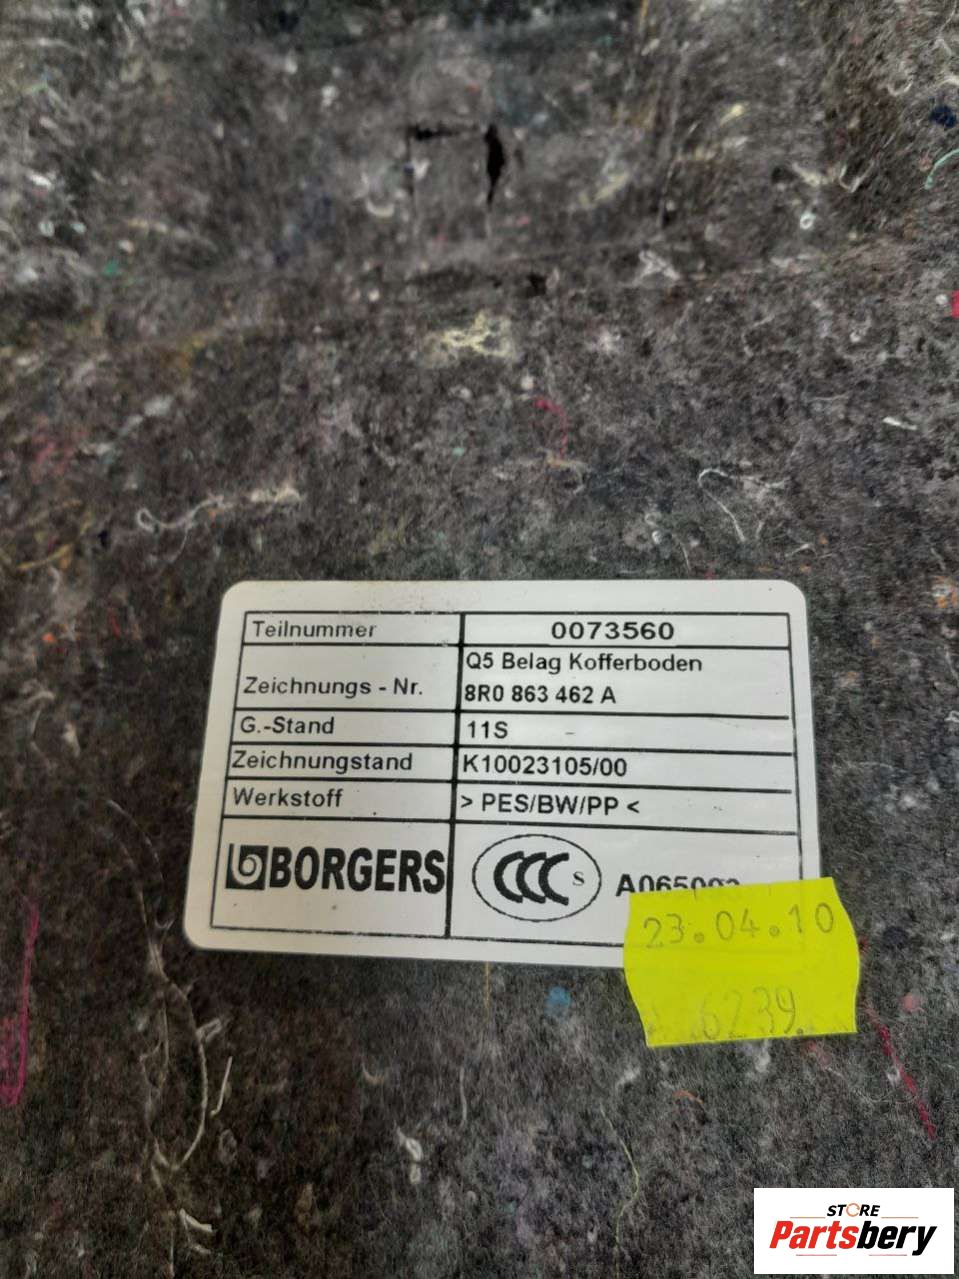 Teilnummer 0073560
Q5 Belag Kofferboden
Zeichnungs - Nr. 8R0 863 462 A
G.-Stand 11S -
Zeichnungstand K10023105/00
Werkstoff > PES/BW/PP <
BORGERS CCC S
23.04.10
6239
STORE
Partsbery